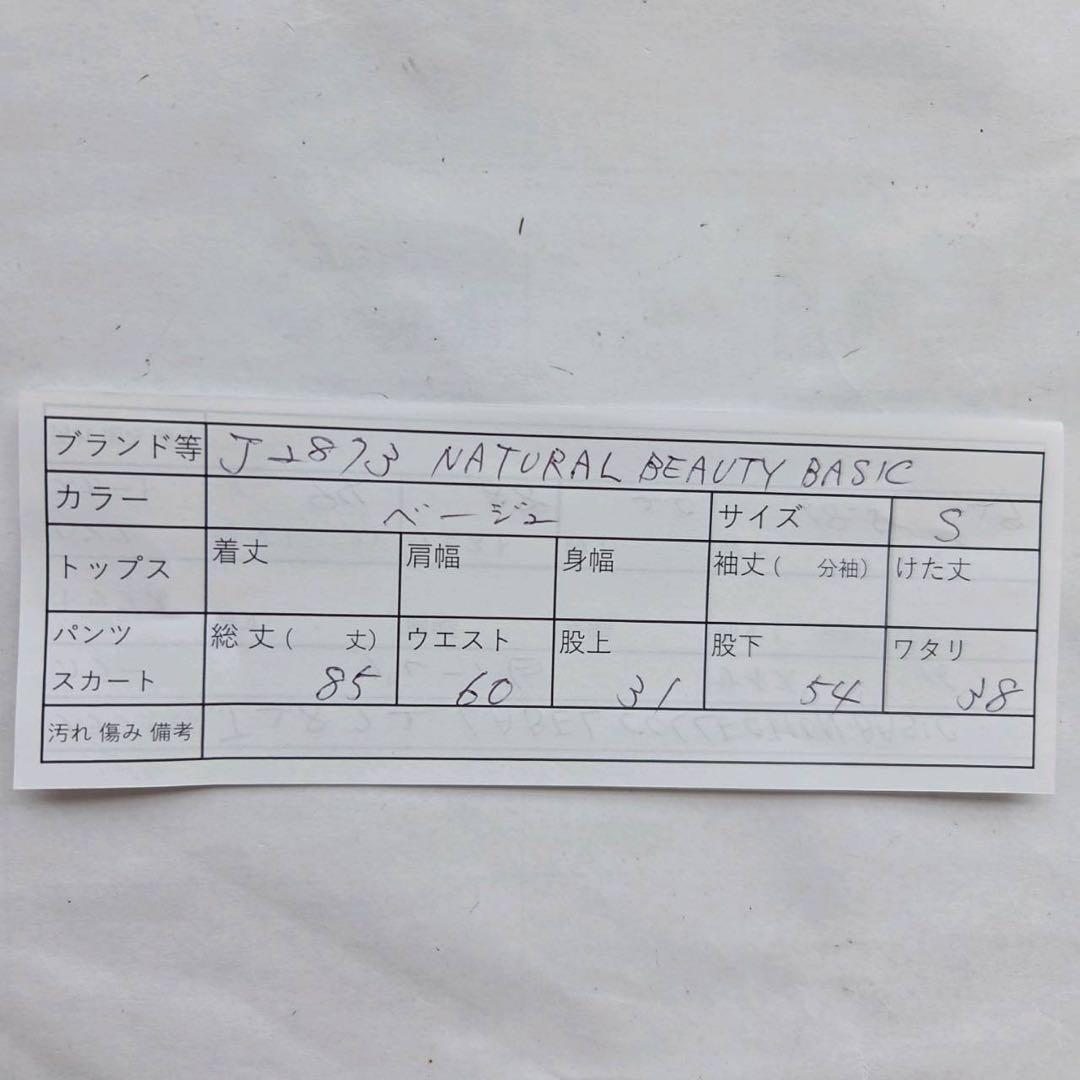 ブランド等 J-2873 NATURAL BEAUTY BASIC
カラー ベージュ サイズ S
トップス 着丈 肩幅 身幅 袖丈( 分袖) けた丈
パンツ 総丈( 丈) ウエスト 股上 股下 ワタリ
スカート 85 60 31 54 38
汚れ 傷み 備考